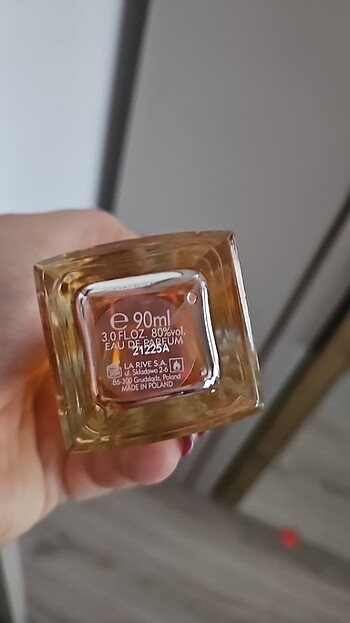 e 90ml
3.0 FL.OZ. 80%vol.
EAU DE PARFUM
21225A
LA RIVE S.A.
ul. Składowa 2-6
86-300 Grudziądz, Poland
MADE IN POLAND